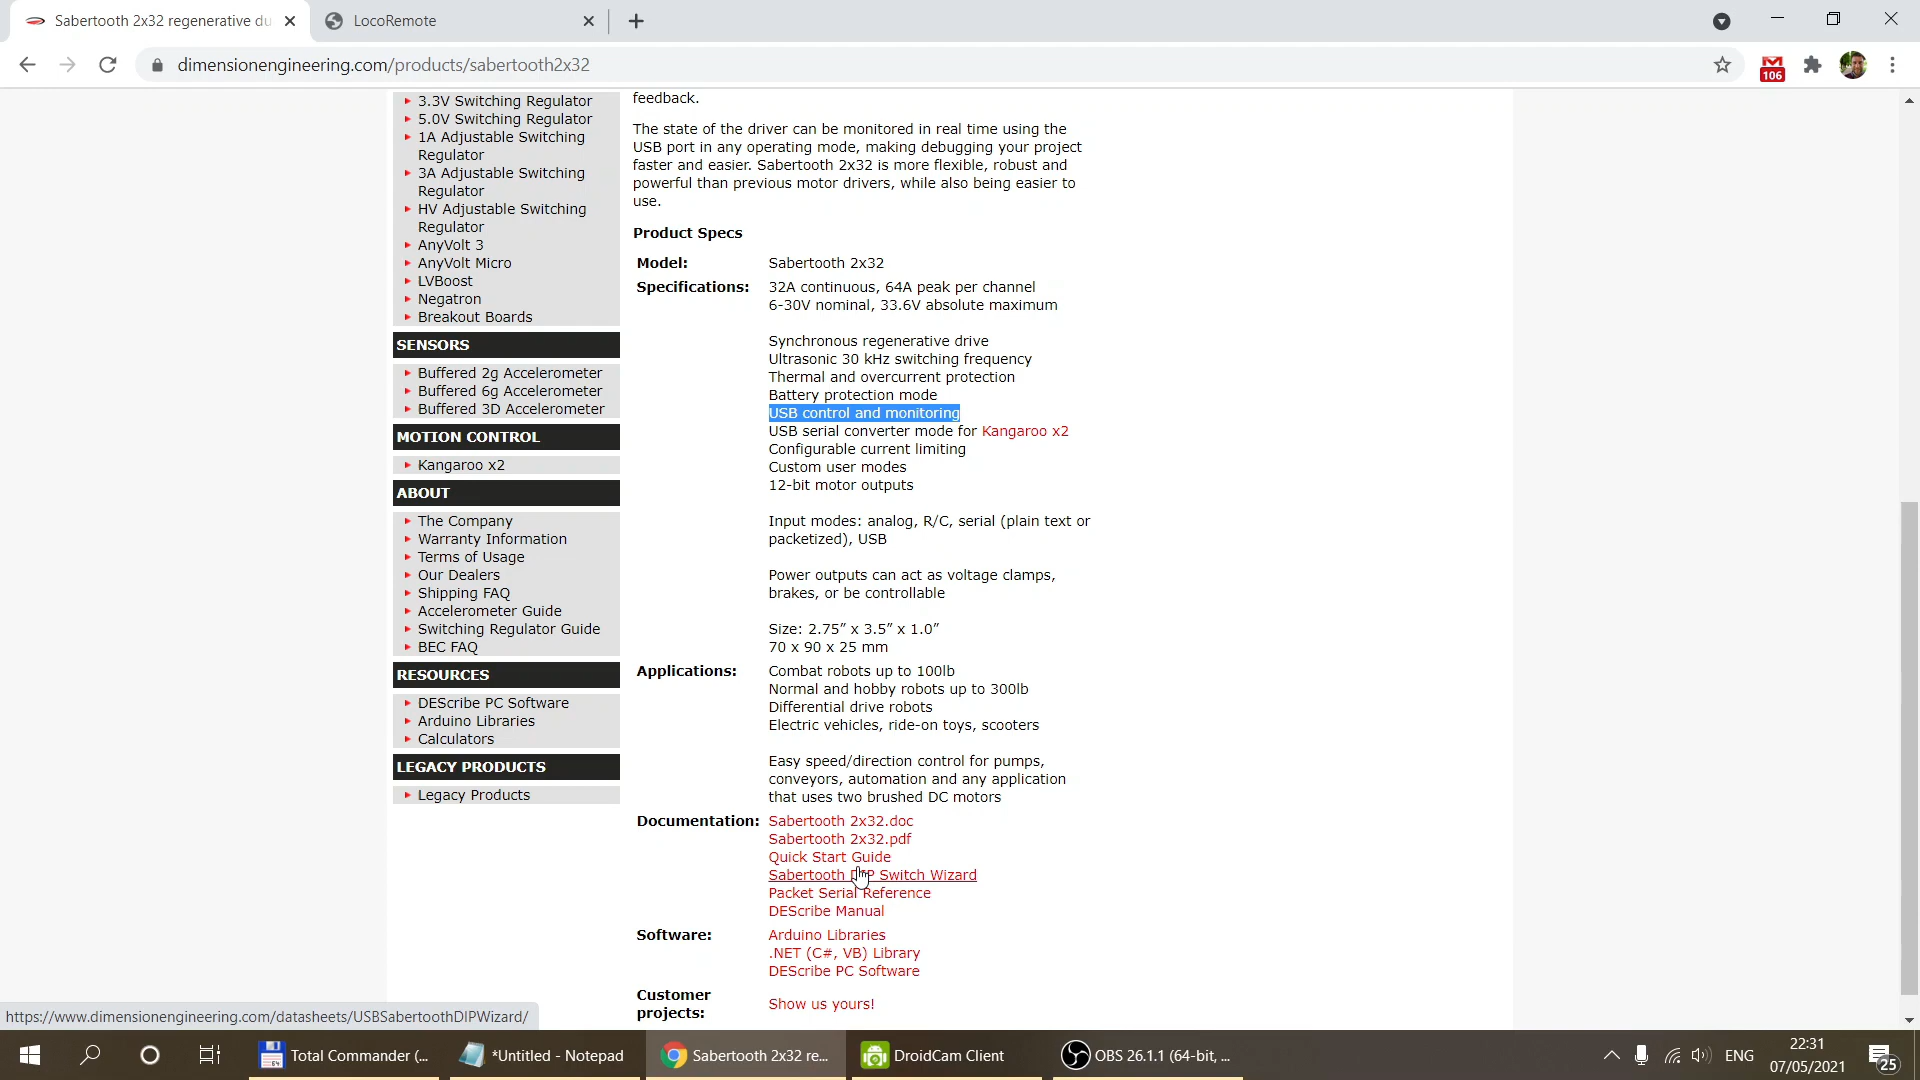 Sabertooth 2x32 regenerative du
LocoRemote
dimensionengineering.com/products/sabertooth2x32
106
3.3V Switching Regulator
5.0V Switching Regulator
1A Adjustable Switching
Regulator
3A Adjustable Switching
Regulator
HV Adjustable Switching
Regulator
AnyVolt 3
AnyVolt Micro
LVBoost
Negatron
Breakout Boards
SENSORS
Buffered 2g Accelerometer
Buffered 6g Accelerometer
Buffered 3D Accelerometer
MOTION CONTROL
Kangaroo x2
ABOUT
The Company
Warranty Information
Terms of Usage
Our Dealers
Shipping FAQ
Accelerometer Guide
Switching Regulator Guide
BEC FAQ
RESOURCES
DEScribe PC Software
Arduino Libraries
Calculators
LEGACY PRODUCTS
Legacy Products
feedback.
The state of the driver can be monitored in real time using the
USB port in any operating mode, making debugging your project
faster and easier. Sabertooth 2x32 is more flexible, robust and
powerful than previous motor drivers, while also being easier to
use.
Product Specs
Model: Sabertooth 2x32
Specifications: 32A continuous, 64A peak per channel
6-30V nominal, 33.6V absolute maximum
Synchronous regenerative drive
Ultrasonic 30 kHz switching frequency
Thermal and overcurrent protection
Battery protection mode
USB control and monitoring
USB serial converter mode for Kangaroo x2
Configurable current limiting
Custom user modes
12-bit motor outputs
Input modes: analog, R/C, serial (plain text or
packetized), USB
Power outputs can act as voltage clamps,
brakes, or be controllable
Size: 2.75” x 3.5” x 1.0”
70 x 90 x 25 mm
Applications: Combat robots up to 100lb
Normal and hobby robots up to 300lb
Differential drive robots
Electric vehicles, ride-on toys, scooters
Easy speed/direction control for pumps,
conveyors, automation and any application
that uses two brushed DC motors
Documentation: Sabertooth 2x32.doc
Sabertooth 2x32.pdf
Quick Start Guide
Sabertooth DIP Switch Wizard
Packet Serial Reference
DEScribe Manual
Software: Arduino Libraries
.NET (C#, VB) Library
DEScribe PC Software
Customer
projects: Show us yours!
https://www.dimensionengineering.com/datasheets/USBSabertoothDIPWizard/
64
Total Commander (...
*Untitled - Notepad
Sabertooth 2x32 re...
DroidCam Client
OBS 26.1.1 (64-bit, ...
ENG
22:31
07/05/2021
25